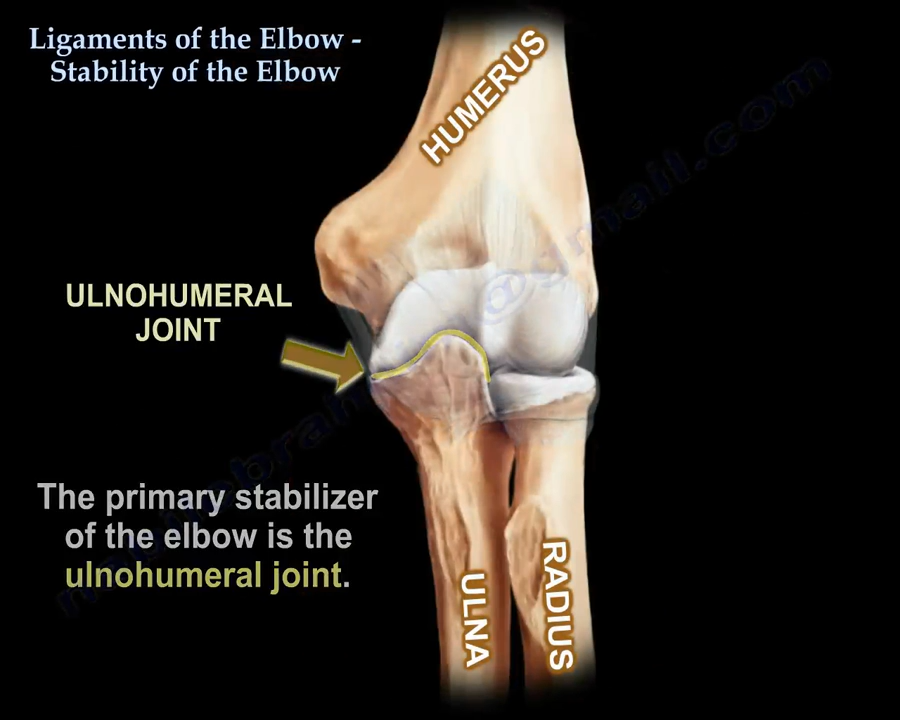 Ligaments of the Elbow -
Stability of the Elbow
HUMERUS
ULNOHUMERAL
JOINT
The primary stabilizer
of the elbow is the
ulnohumeral joint.
ULNA
RADIUS